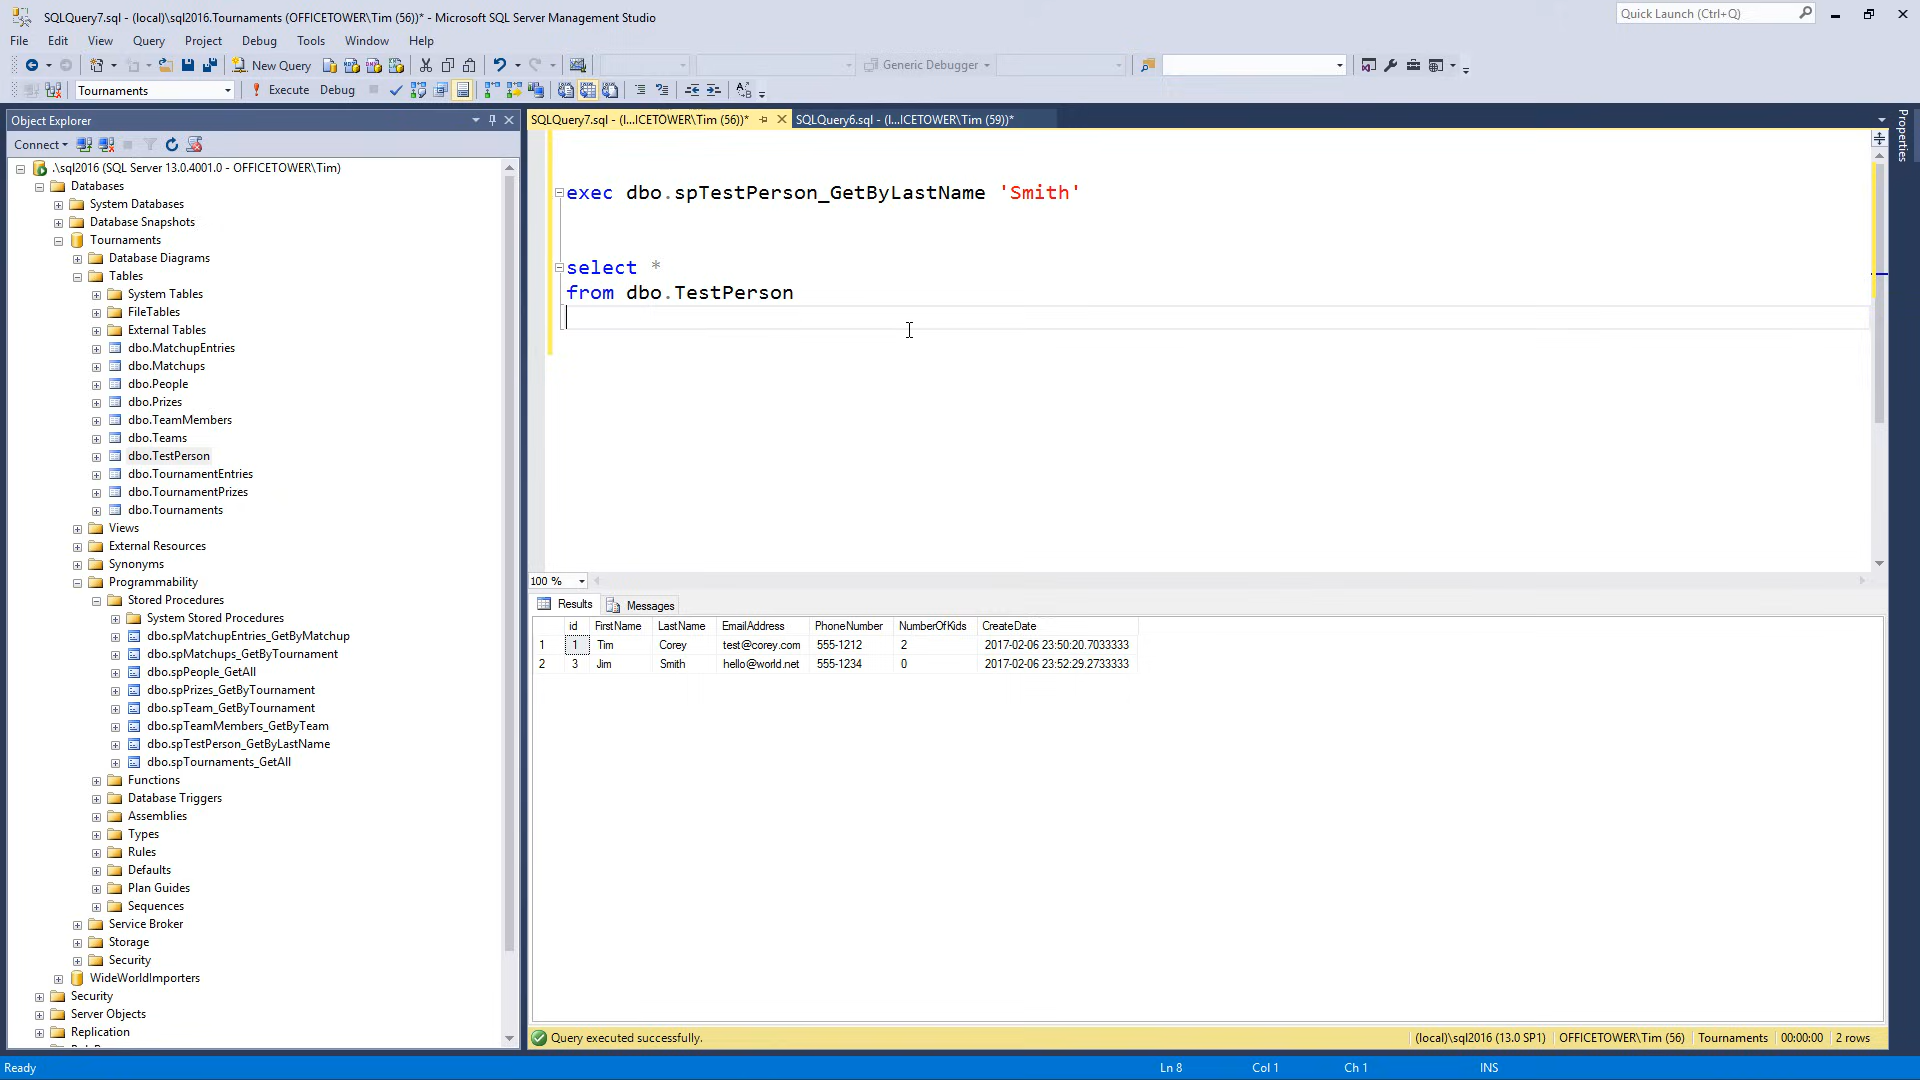 SQLQuery7.sql - (local)\sql2016.Tournaments (OFFICETOWER\Tim (56))* - Microsoft SQL Server Management Studio
Quick Launch (Ctrl+Q)
File Edit View Query Project Debug Tools Window Help
New Query
Generic Debugger
Tournaments
Execute Debug
Object Explorer
SQLQuery7.sql - (l...ICETOWER\Tim (56))*
SQLQuery6.sql - (l...ICETOWER\Tim (59))*
Properties
Connect
.\sql2016 (SQL Server 13.0.4001.0 - OFFICETOWER\Tim)
Databases
System Databases
Database Snapshots
Tournaments
Database Diagrams
Tables
System Tables
FileTables
External Tables
dbo.MatchupEntries
dbo.Matchups
dbo.People
dbo.Prizes
dbo.TeamMembers
dbo.Teams
dbo.TestPerson
dbo.TournamentEntries
dbo.TournamentPrizes
dbo.Tournaments
Views
External Resources
Synonyms
Programmability
Stored Procedures
System Stored Procedures
dbo.spMatchupEntries_GetByMatchup
dbo.spMatchups_GetByTournament
dbo.spPeople_GetAll
dbo.spPrizes_GetByTournament
dbo.spTeam_GetByTournament
dbo.spTeamMembers_GetByTeam
dbo.spTestPerson_GetByLastName
dbo.spTournaments_GetAll
Functions
Database Triggers
Assemblies
Types
Rules
Defaults
Plan Guides
Sequences
Service Broker
Storage
Security
WideWorldImporters
Security
Server Objects
Replication
exec dbo.spTestPerson_GetByLastName 'Smith'
select *
from dbo.TestPerson
100 %
Results Messages
id FirstName LastName EmailAddress PhoneNumber NumberOfKids CreateDate
1 1 Tim Corey test@corey.com 555-1212 2 2017-02-06 23:50:20.7033333
2 3 Jim Smith hello@world.net 555-1234 0 2017-02-06 23:52:29.2733333
Query executed successfully.
(local)\sql2016 (13.0 SP1) OFFICETOWER\Tim (56) Tournaments 00:00:00 2 rows
Ready
Ln 8 Col 1 Ch 1 INS